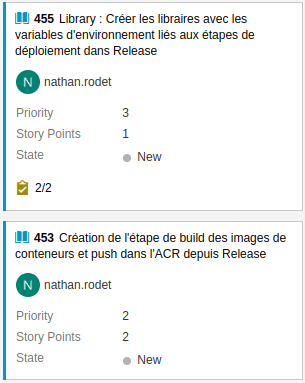 455 Library : Créer les libraires avec les
variables d'environnement liés aux étapes de
déploiement dans Release
N nathan.rodet
Priority 3
Story Points 1
State New
2/2
453 Création de l'étape de build des images de
conteneurs et push dans l'ACR depuis Release
N nathan.rodet
Priority 2
Story Points 2
State New